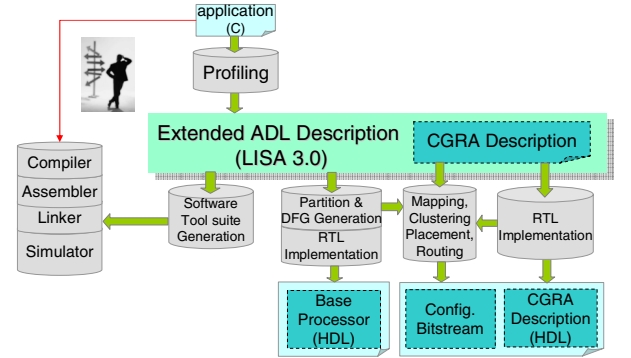 application
(C)
Profiling
Extended ADL Description
(LISA 3.0)
CGRA Description
Compiler
Assembler
Linker
Simulator
Software
Tool suite
Generation
Partition &
DFG Generation
RTL
Implementation
Mapping,
Clustering
Placement,
Routing
RTL
Implementation
Base
Processor
(HDL)
Config.
Bitstream
CGRA
Description
(HDL)